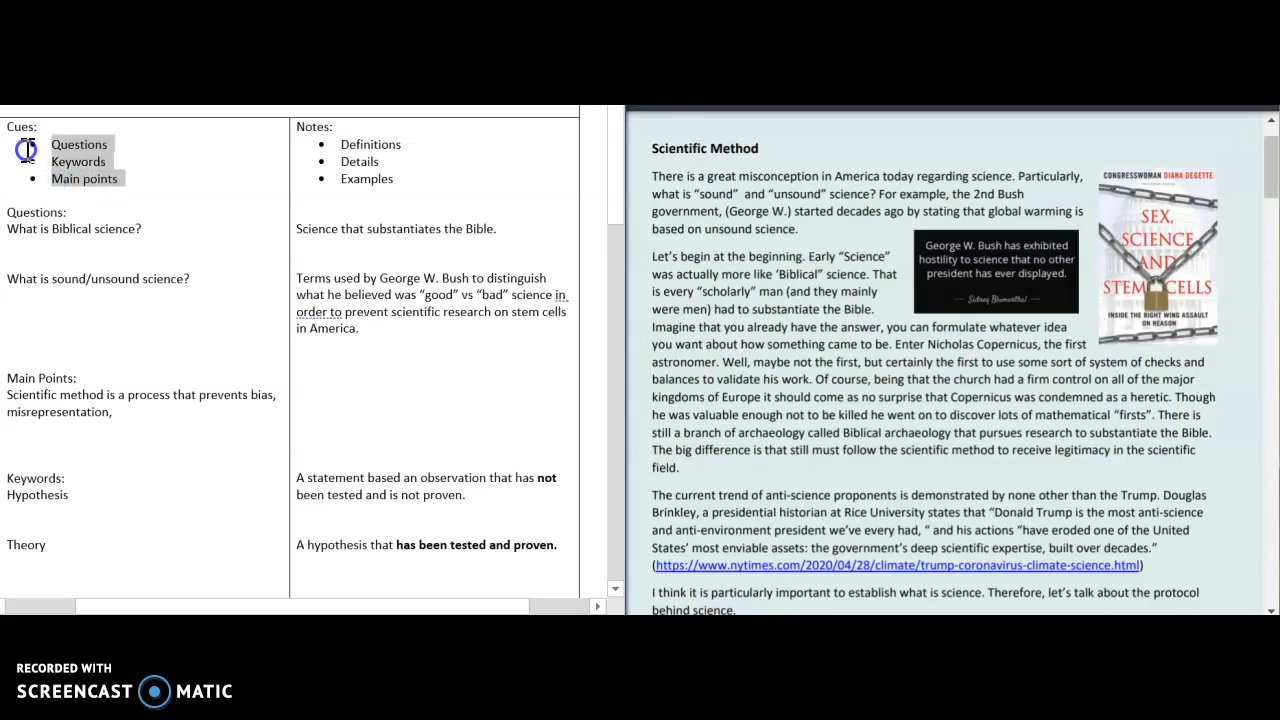 Cues:
Questions
Keywords
Main points
Questions:
What is Biblical science?
What is sound/unsound science?
Main Points:
Scientific method is a process that prevents bias,
misrepresentation,
Keywords:
Hypothesis
Theory
Notes:
Definitions
Details
Examples
Science that substantiates the Bible.
Terms used by George W. Bush to distinguish
what he believed was “good” vs “bad” science in
order to prevent scientific research on stem cells
in America.
A statement based an observation that has not
been tested and is not proven.
A hypothesis that has been tested and proven.
Scientific Method
There is a great misconception in America today regarding science. Particularly,
what is “sound” and “unsound” science? For example, the 2nd Bush
government, (George W.) started decades ago by stating that global warming is
based on unsound science.
Let’s begin at the beginning. Early “Science”
was actually more like ‘Biblical” science. That
is every “scholarly” man (and they mainly
were men) had to substantiate the Bible.
Imagine that you already have the answer, you can formulate whatever idea
you want about how something came to be. Enter Nicholas Copernicus, the first
astronomer. Well, maybe not the first, but certainly the first to use some sort of system of checks and
balances to validate his work. Of course, being that the church had a firm control on all of the major
kingdoms of Europe it should come as no surprise that Copernicus was condemned as a heretic. Though
he was valuable enough not to be killed he went on to discover lots of mathematical “firsts”. There is
still a branch of archaeology called Biblical archaeology that pursues research to substantiate the Bible.
The big difference is that still must follow the scientific method to receive legitimacy in the scientific
field.
The current trend of anti-science proponents is demonstrated by none other than the Trump. Douglas
Brinkley, a presidential historian at Rice University states that “Donald Trump is the most anti-science
and anti-environment president we’ve every had, “ and his actions “have eroded one of the United
States’ most enviable assets: the government’s deep scientific expertise, built over decades.”
(https://www.nytimes.com/2020/04/28/climate/trump-coronavirus-climate-science.html)
I think it is particularly important to establish what is science. Therefore, let’s talk about the protocol
behind science.
George W. Bush has exhibited
hostility to science that no other
president has ever displayed.
Sidney Blumenthal
CONGRESSWOMAN DIANA DEGETTE
SEX,
SCIENCE
AND
STEM CELLS
INSIDE THE RIGHT WING ASSAULT
ON REASON
RECORDED WITH
SCREENCAST MATIC